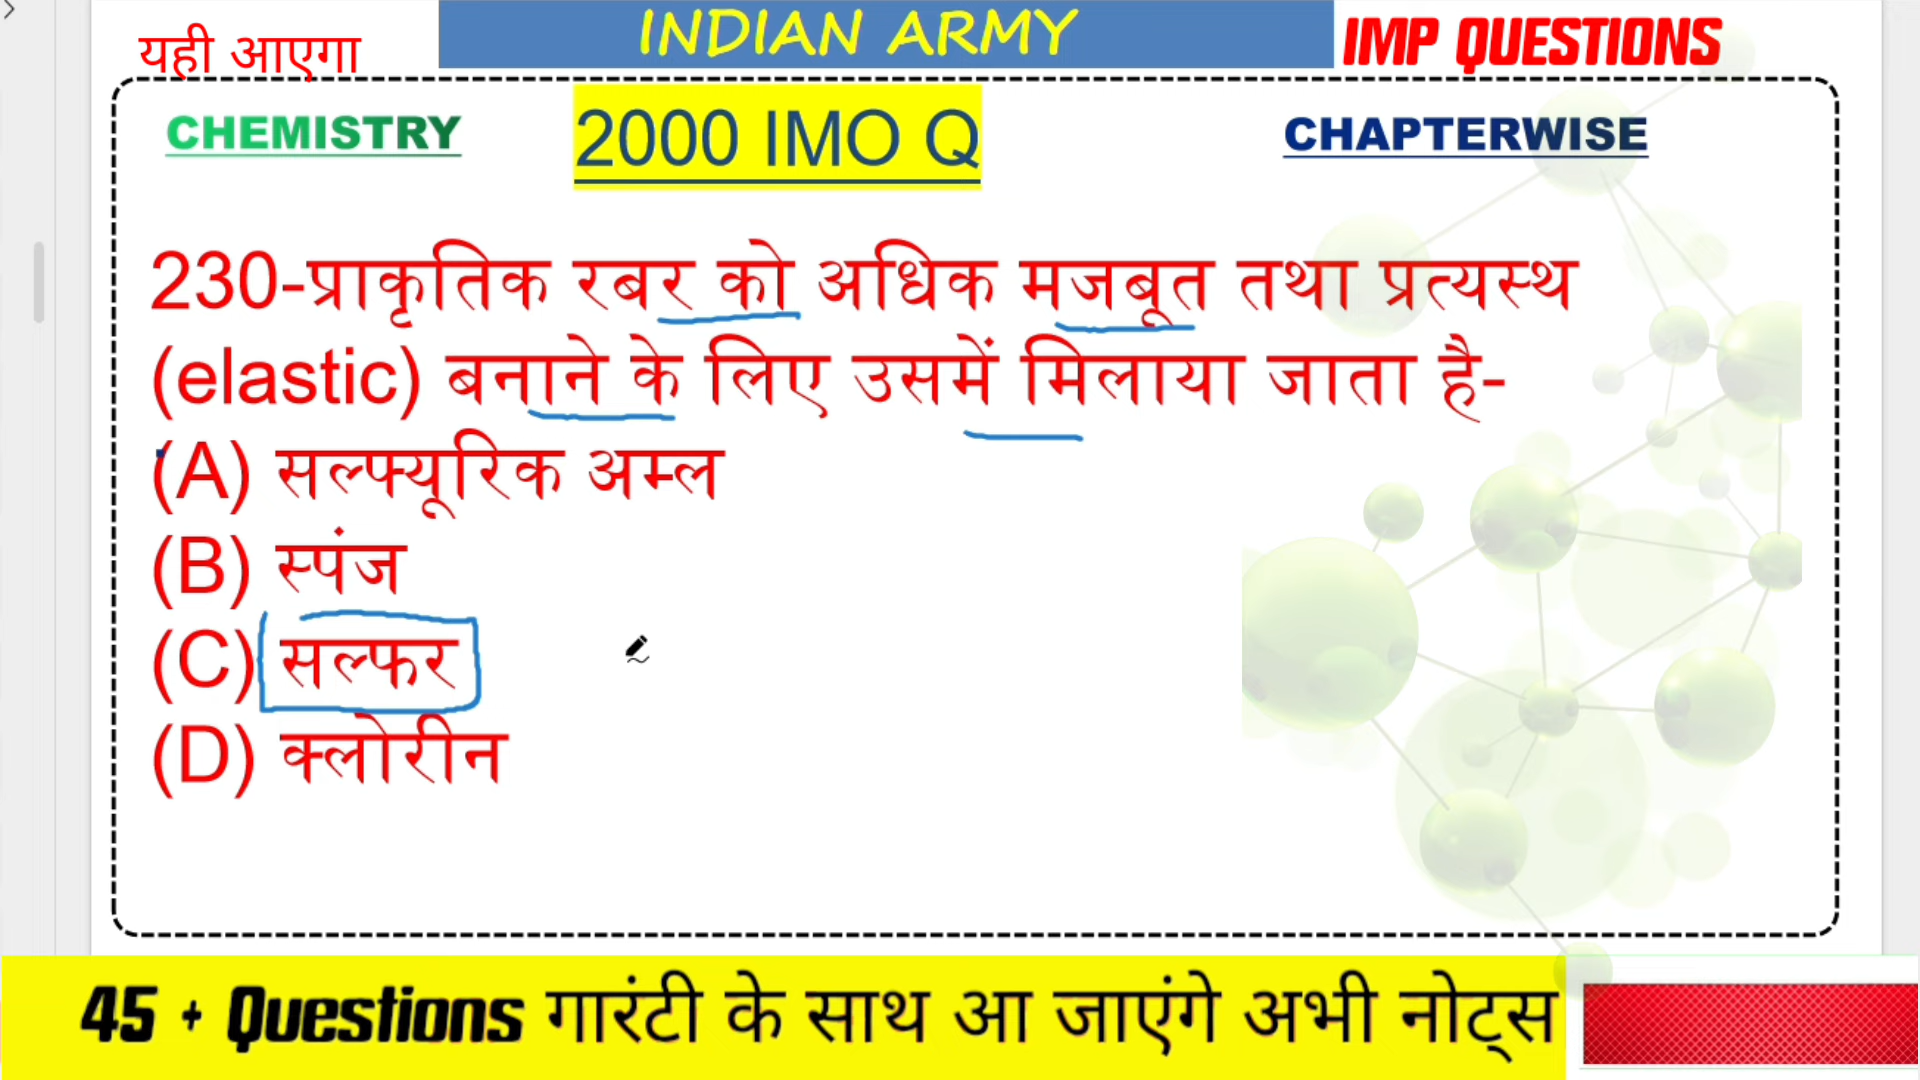 यही आएगा
INDIAN ARMY
IMP QUESTIONS
CHEMISTRY
2000 IMO Q
CHAPTERWISE
230-प्राकृतिक रबर को अधिक मजबूत तथा प्रत्यस्थ
(elastic) बनाने के लिए उसमें मिलाया जाता है-
(A) सल्फ्यूरिक अम्ल
(B) स्पंज
(C) सल्फर
(D) क्लोरीन
45 + Questions गारंटी के साथ आ जाएंगे अभी नोट्स